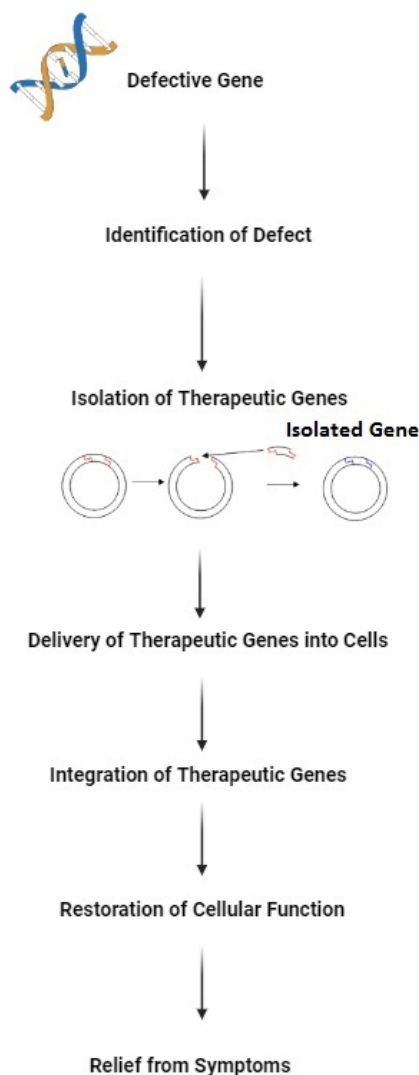 Defective Gene
Identification of Defect
Isolation of Therapeutic Genes
Isolated Gene
Delivery of Therapeutic Genes into Cells
Integration of Therapeutic Genes
Restoration of Cellular Function
Relief from Symptoms